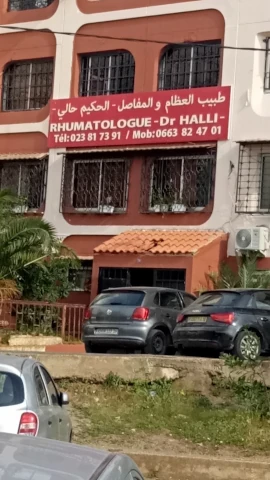 طبيب العظام و المفاصل - الحكيم حالي -
RHUMATOLOGUE -Dr HALLI-
Tél: 023 81 73 91 / Mob: 0663 82 47 01